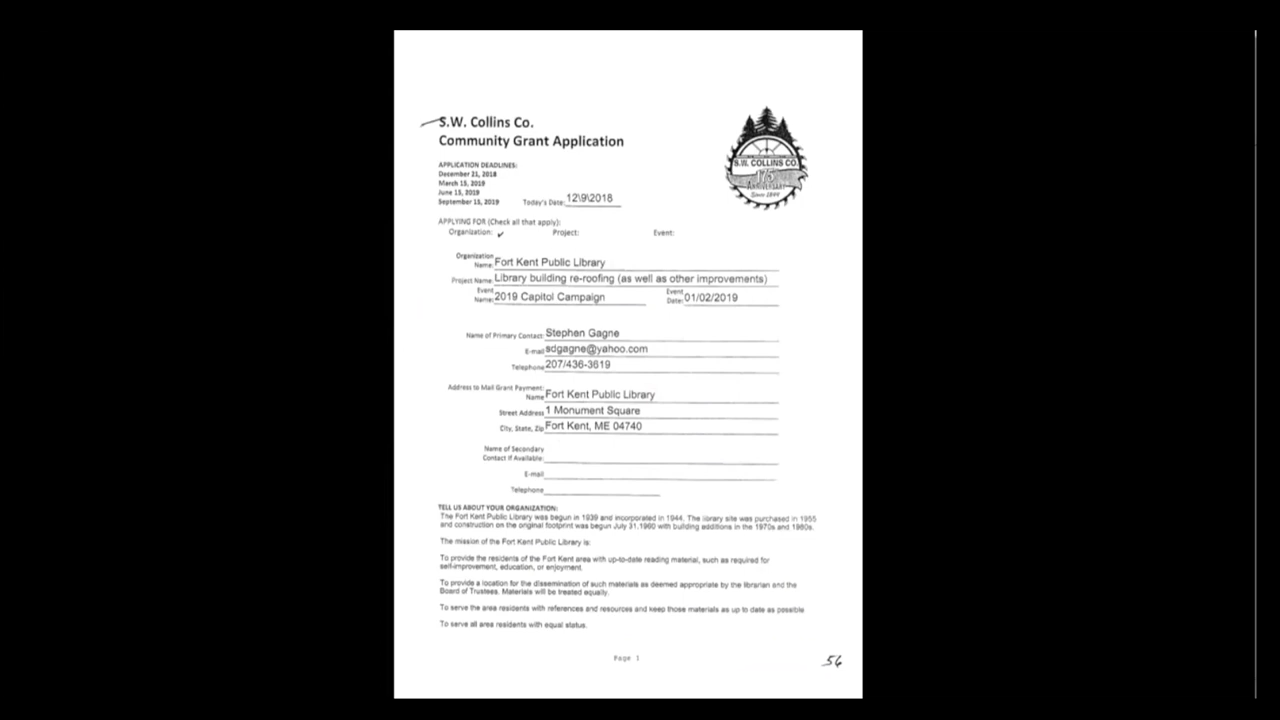 S.W. Collins Co.
Community Grant Application
S.W. COLLINS CO.
175
ANNIVERSARY
Since 1844
APPLICATION DEADLINES:
December 21, 2018
March 15, 2019
June 15, 2019
September 15, 2019 Today's Date: 12\9\2018
APPLYING FOR (Check all that apply):
Organization: ✓ Project: Event:
Organization
Name: Fort Kent Public Library
Project Name: Library building re-roofing (as well as other improvements)
Event
Name: 2019 Capitol Campaign
Event
Date: 01/02/2019
Name of Primary Contact: Stephen Gagne
E-mail sdgagne@yahoo.com
Telephone 207/436-3619
Address to Mail Grant Payment:
Name Fort Kent Public Library
Street Address 1 Monument Square
City, State, Zip Fort Kent, ME 04740
Name of Secondary
Contact If Available:
E-mail
Telephone
TELL US ABOUT YOUR ORGANIZATION:
The Fort Kent Public Library was begun in 1939 and incorporated in 1944. The library site was purchased in 1955
and construction on the original footprint was begun July 31,1960 with building additions in the 1970s and 1980s.
The mission of the Fort Kent Public Library is:
To provide the residents of the Fort Kent area with up-to-date reading material, such as required for
self-improvement, education, or enjoyment.
To provide a location for the dissemination of such materials as deemed appropriate by the librarian and the
Board of Trustees. Materials will be treated equally.
To serve the area residents with references and resources and keep those materials as up to date as possible
To serve all area residents with equal status.
Page 1
56